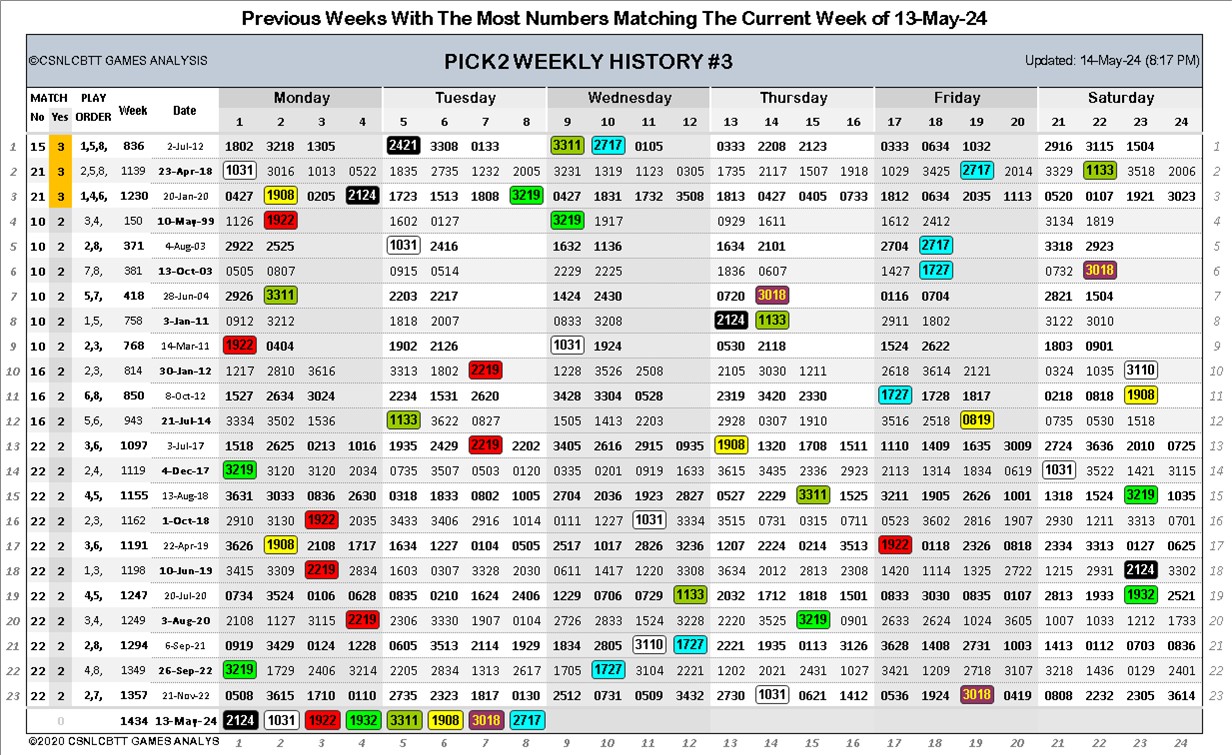 Previous Weeks With The Most Numbers Matching The Current Week of 13-May-24
©CSNLCBTT GAMES ANALYSIS PICK2 WEEKLY HISTORY #3 Updated: 14-May-24 (8:17 PM)
MATCH PLAY Week Date Monday Tuesday Wednesday Thursday Friday Saturday
No Yes ORDER 1 2 3 4 5 6 7 8 9 10 11 12 13 14 15 16 17 18 19 20 21 22 23 24
1 15 3 1,5,8, 836 2-Jul-12 1802 3218 1305 2421 3308 0133 3311 2717 0105 0333 2208 2123 0333 0634 1032 2916 3115 1504 1
2 21 3 2,5,8, 1139 23-Apr-18 1031 3016 1013 0522 1835 2735 1232 2005 3231 1319 1123 0305 1735 2117 1507 1918 1029 3425 2717 2014 3329 1133 3518 2006 2
3 21 3 1,4,6, 1230 20-Jan-20 0427 1908 0205 2124 1723 1513 1808 3219 0427 1831 1732 3508 1813 0427 0405 0733 1812 0634 2035 1113 0520 0107 1921 3023 3
4 10 2 3,4, 150 10-May-99 1126 1922 1602 0127 3219 1917 0929 1611 1612 2412 3134 1819 4
5 10 2 2,8, 371 4-Aug-03 2922 2525 1031 2416 1632 1136 1634 2101 2704 2717 3318 2923 5
6 10 2 7,8, 381 13-Oct-03 0505 0807 0915 0514 2229 2225 1836 0607 1427 1727 0732 3018 6
7 10 2 5,7, 418 28-Jun-04 2926 3311 2203 2217 1424 2430 0720 3018 0116 0704 2821 1504 7
8 10 2 1,5, 758 3-Jan-11 0912 3212 1818 2007 0833 3208 2124 1133 2911 1802 3122 3010 8
9 10 2 2,3, 768 14-Mar-11 1922 0404 1902 2126 1031 1924 0530 2118 1524 2622 1803 0901 9
10 16 2 2,3, 814 30-Jan-12 1217 2810 3616 3313 1802 2219 1228 3526 2508 2105 3030 1211 2618 3614 2121 0324 1035 3110 10
11 16 2 6,8, 850 8-Oct-12 1527 2634 3024 2234 1531 2620 3428 3304 0528 2319 3420 2330 1727 1728 1817 0218 0818 1908 11
12 16 2 5,6, 943 21-Jul-14 3334 3502 1536 1133 3622 0827 1505 1413 2203 2928 0307 1910 3516 2518 0819 0735 0530 1518 12
13 22 2 3,6, 1097 3-Jul-17 1518 2625 0213 1016 1935 2429 2219 2202 3405 2616 2915 0935 1908 1320 1708 1511 1110 1409 1635 3009 2724 3636 2010 0725 13
14 22 2 2,4, 1119 4-Dec-17 3219 3120 3120 2034 0735 3507 0503 0120 0335 0201 0919 1633 3615 3435 2336 2923 2113 1314 1834 0619 1031 3522 1421 3115 14
15 22 2 4,5, 1155 13-Aug-18 3631 3033 0836 2630 0318 1833 0802 1005 2704 2036 1923 2827 0527 2229 3311 1525 3211 1905 2626 1001 1318 1524 3219 1035 15
16 22 2 2,3, 1162 1-Oct-18 2910 3130 1922 2035 3433 3406 2916 1014 0111 1227 1031 3334 3515 0731 0315 0711 0523 3602 2816 1907 2930 1211 3313 0701 16
17 22 2 3,6, 1191 22-Apr-19 3626 1908 2108 1717 1634 1227 0104 0505 2517 1017 2826 3236 1207 2224 0214 3513 1922 0118 2326 0818 2334 3313 0127 0625 17
18 22 2 1,3, 1198 10-Jun-19 3415 3309 2219 2834 1603 0307 3328 2030 0611 1417 1220 3308 3634 2012 2813 2308 1420 1114 1325 2722 1215 2931 2124 3302 18
19 22 2 4,5, 1247 20-Jul-20 0734 3524 0106 0628 0835 0210 1624 2406 1229 0706 0729 1133 2032 1712 1818 1501 0833 3030 0835 0107 2813 1933 1932 2521 19
20 22 2 3,4, 1249 3-Aug-20 2108 1127 3115 2219 2306 3330 1907 0104 2726 2833 1524 3228 2220 3525 3219 0901 2633 2624 1024 3605 1007 1033 1212 1733 20
21 22 2 2,8, 1294 6-Sep-21 0919 3429 0124 1228 0605 3513 2114 1929 1834 2805 3110 1727 2221 1935 0113 3126 3628 1408 2731 1003 1413 0112 0703 0836 21
22 22 2 4,8, 1349 26-Sep-22 3219 1729 2406 3214 2205 2834 1313 2617 1705 1727 3104 2221 1202 2021 2431 1027 3421 1209 2718 3107 3218 1436 0129 2401 22
23 22 2 2,7, 1357 21-Nov-22 0508 3615 1710 0110 2735 2323 1817 0130 2512 0731 0509 3432 2730 1031 0621 1412 0536 1924 3018 0419 0808 2232 2305 3614 23
0 1434 13-May-24 2124 1031 1922 1932 3311 1908 3018 2717
©2020 CSNLCBTT GAMES ANALYS 1 2 3 4 5 6 7 8 9 10 11 12 13 14 15 16 17 18 19 20 21 22 23 24